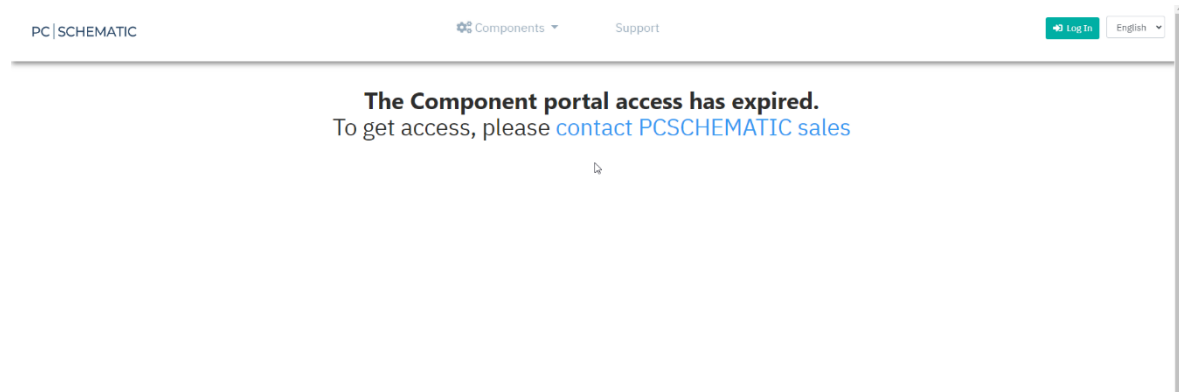 PC|SCHEMATIC
Components
Support
Log In
English
The Component portal access has expired.
To get access, please contact PCSCHEMATIC sales